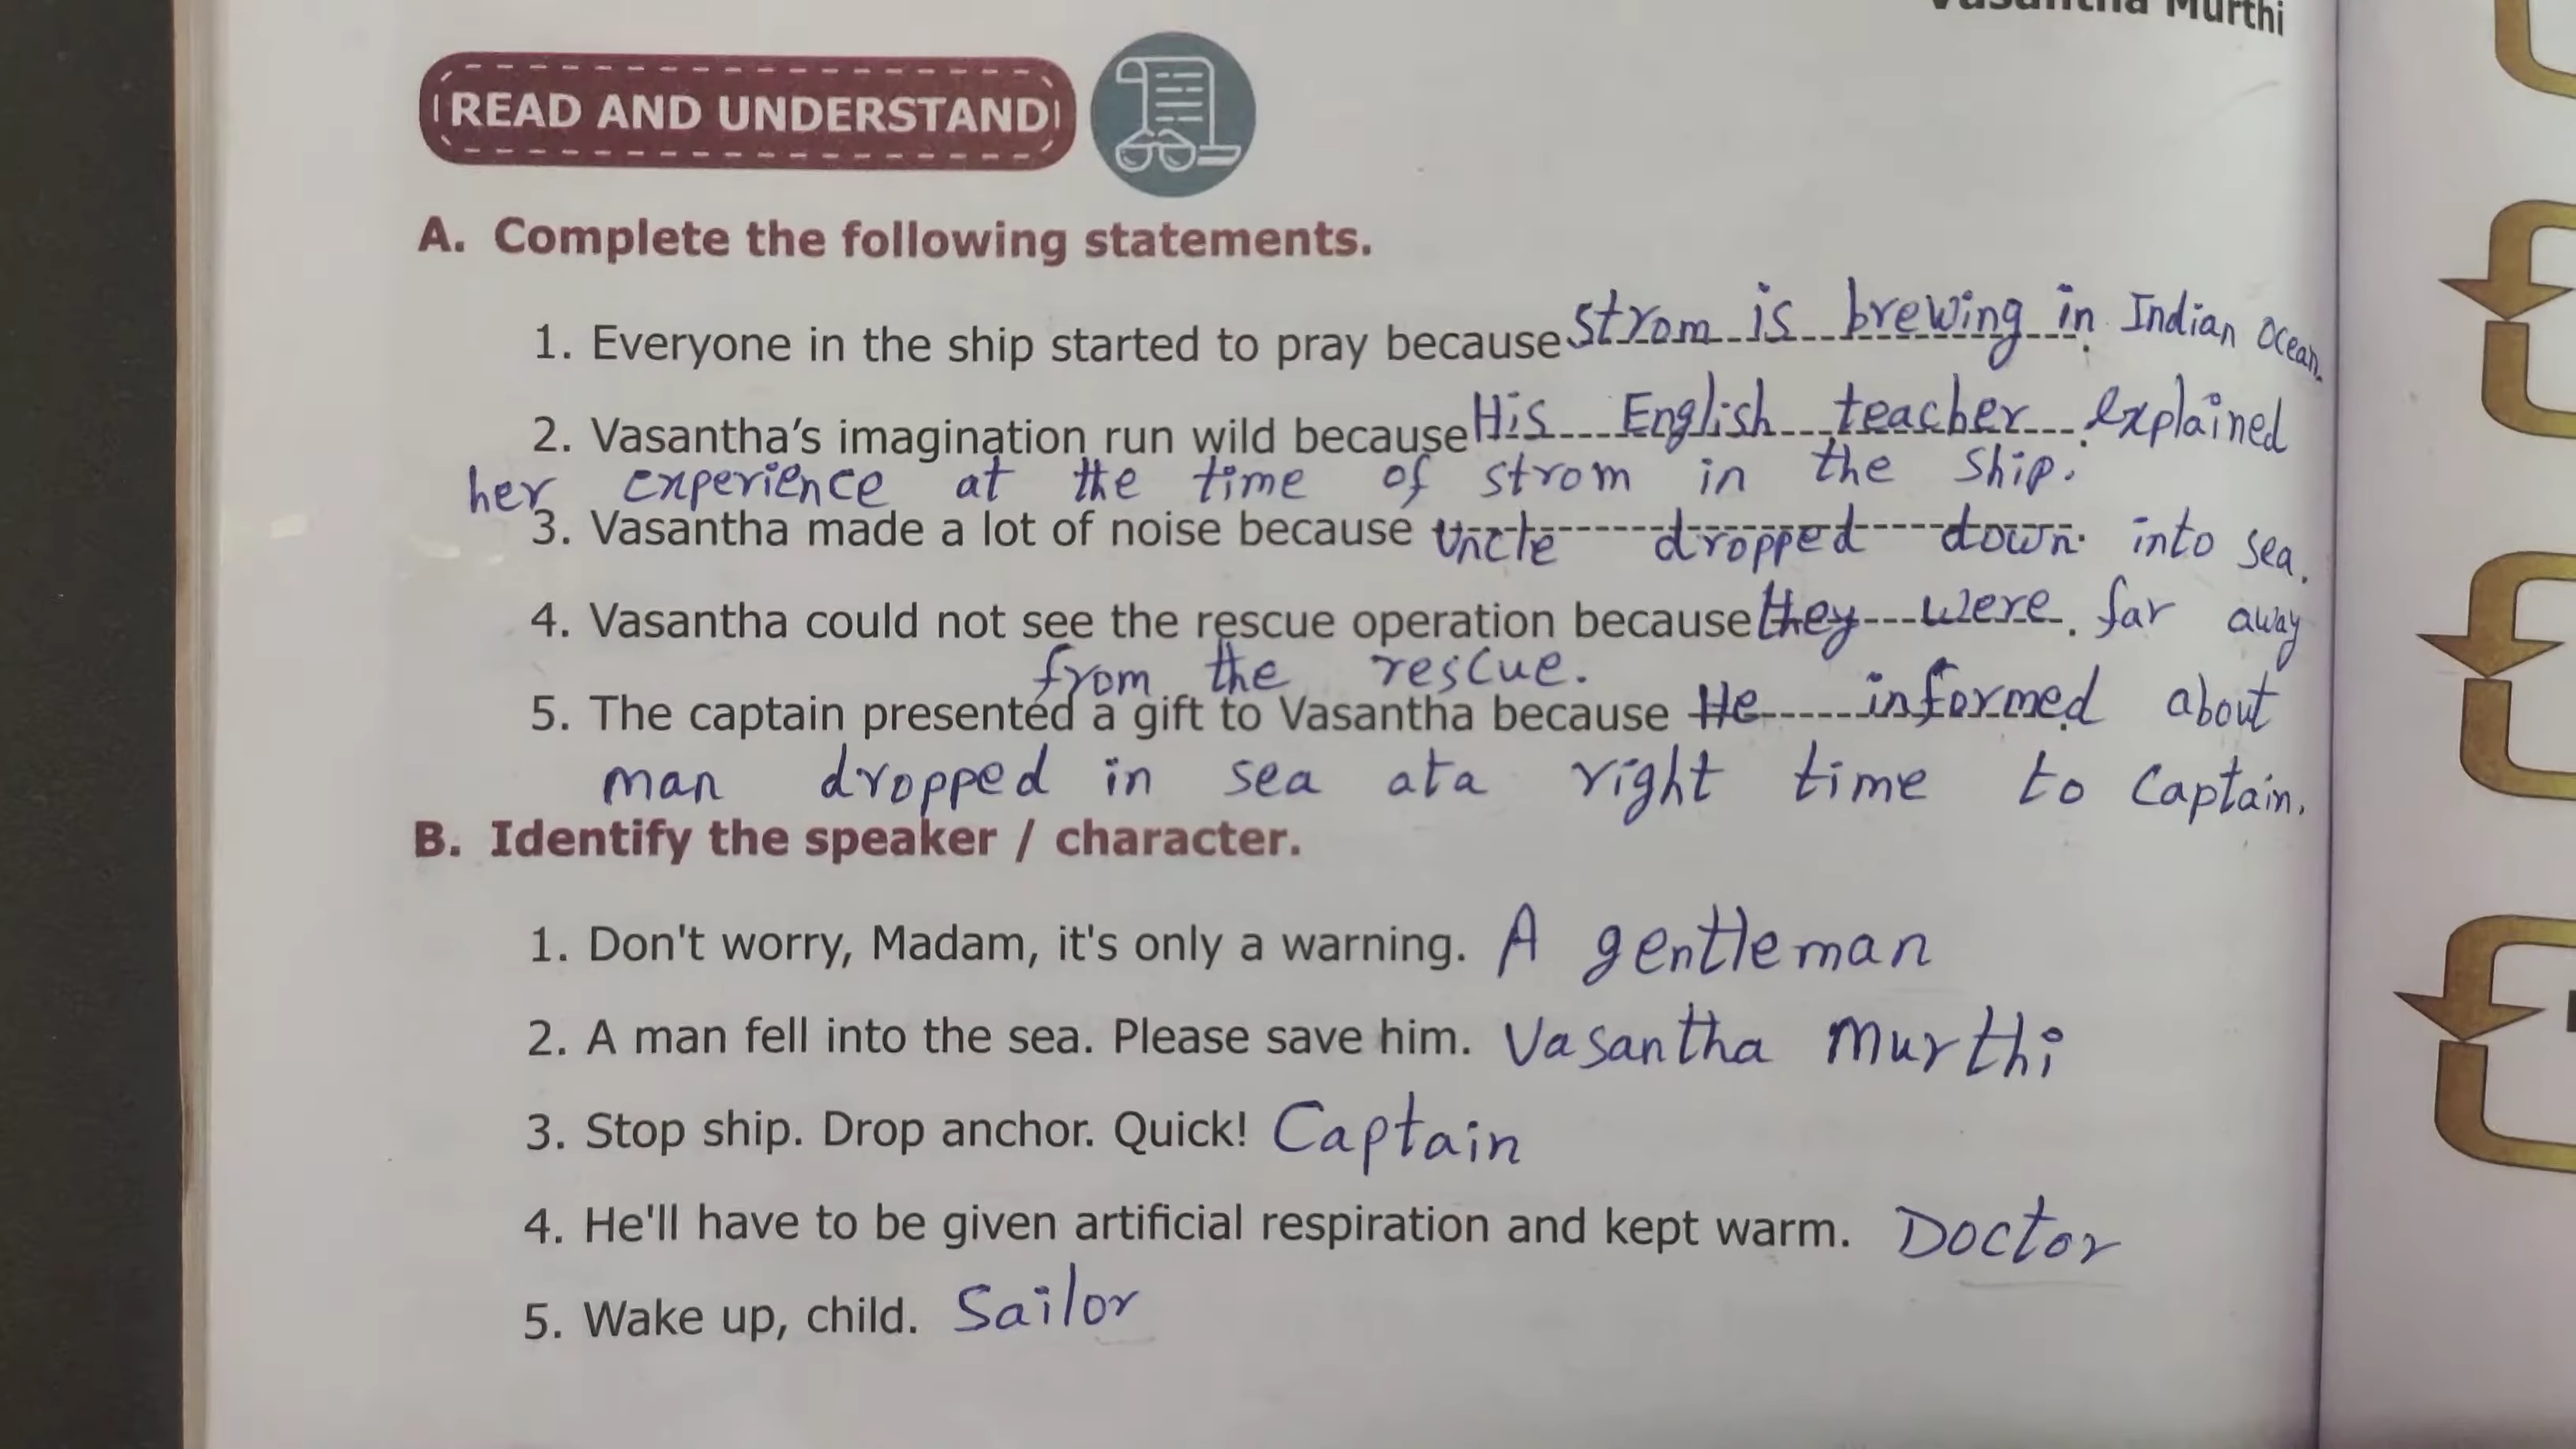 Vasantha Murthi
READ AND UNDERSTAND
A. Complete the following statements.
1. Everyone in the ship started to pray because strom is brewing in Indian Ocean.
2. Vasantha's imagination run wild because His English teacher explained
her experience at the time of strom in the ship.
3. Vasantha made a lot of noise because Uncle dropped down into sea.
4. Vasantha could not see the rescue operation because they were far away
from the rescue.
5. The captain presented a gift to Vasantha because He informed about
man dropped in sea ata right time to Captain.
B. Identify the speaker / character.
1. Don't worry, Madam, it's only a warning. A gentleman
2. A man fell into the sea. Please save him. Vasantha Murthi
3. Stop ship. Drop anchor. Quick! Captain
4. He'll have to be given artificial respiration and kept warm. Doctor
5. Wake up, child. Sailor